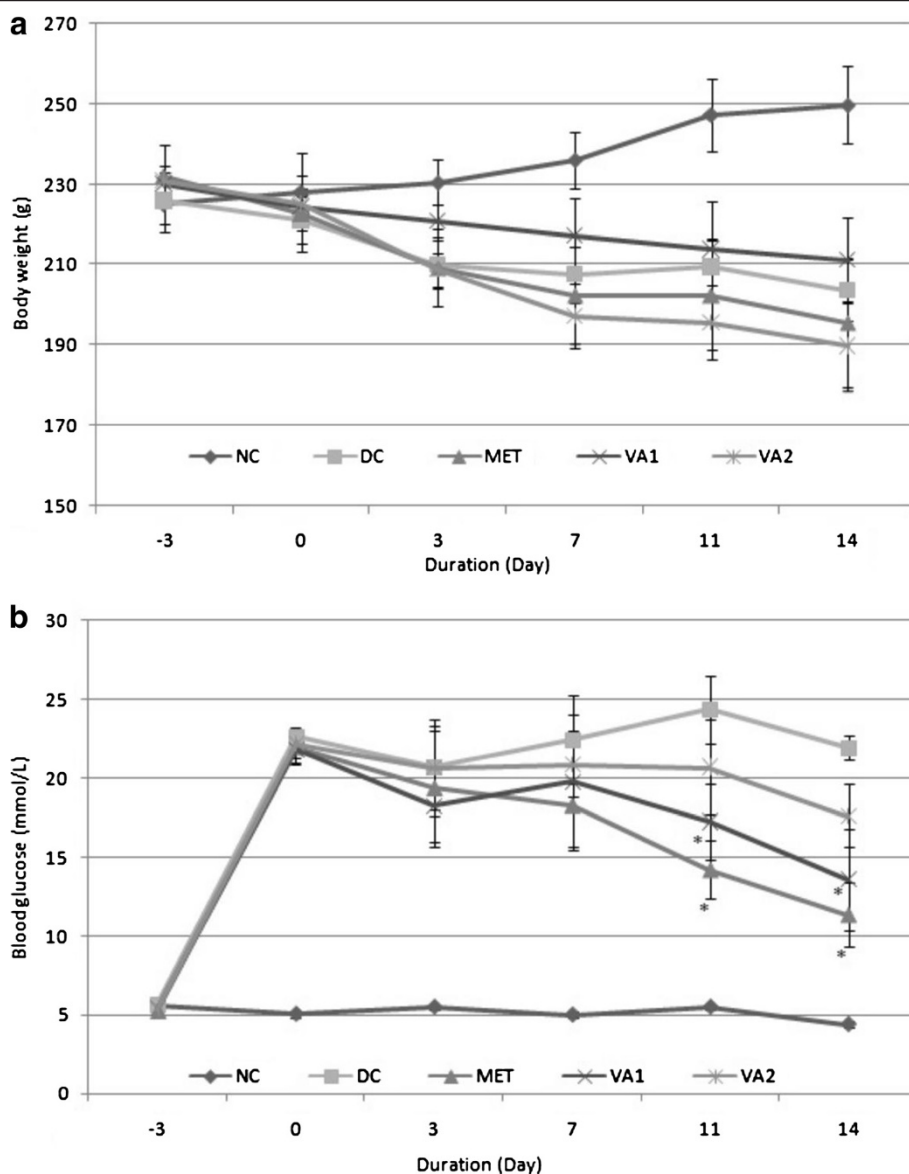 a
270
250
230
210
190
170
150
Body weight (g)
NC DC MET VA1 VA2
-3 0 3 7 11 14
Duration (Day)
b
30
25
20
15
10
5
0
Blood glucose (mmol/L)
*
*
*
*
NC DC MET VA1 VA2
-3 0 3 7 11 14
Duration (Day)